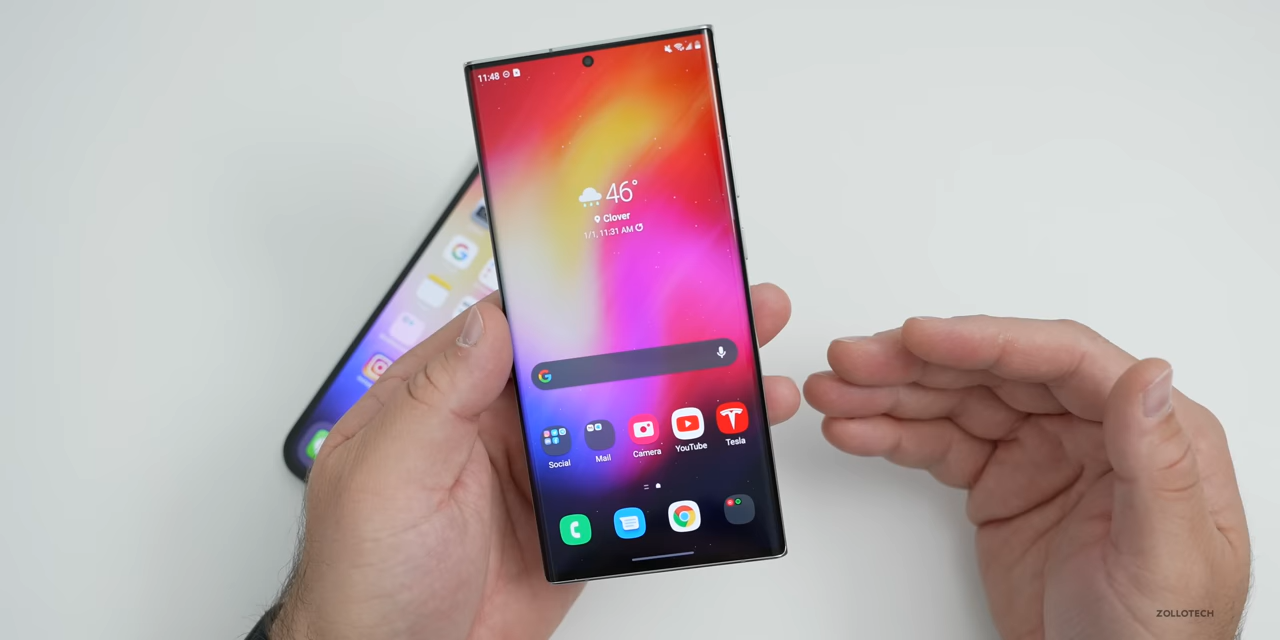 11:48
46°
Clover
1/1, 11:31 AM
Social
Mail
Camera
YouTube
Tesla
ZOLLOTECH